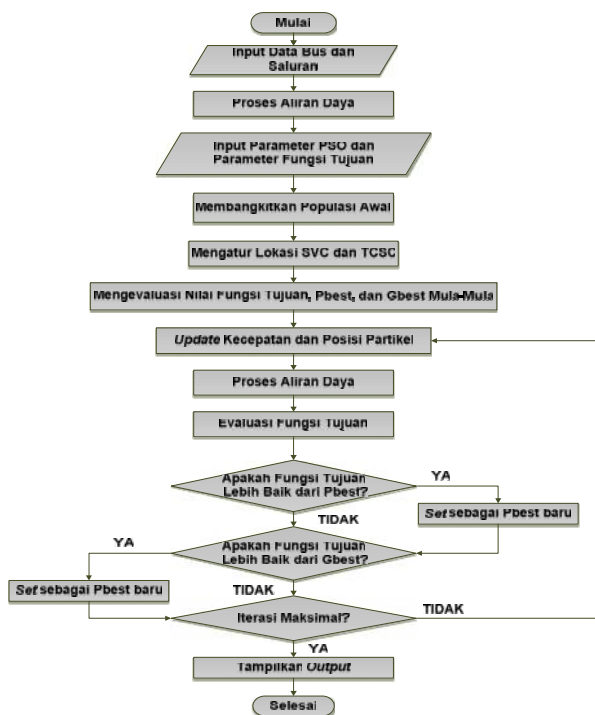 Mulai
Input Data Bus dan
Saluran
Proses Aliran Daya
Input Parameter PSO dan
Parameter Fungsi Tujuan
Membangkitkan Populasi Awal
Mengatur Lokasi SVC dan TCSC
Mengevaluasi Nilai Fungsi Tujuan, Pbest, dan Gbest Mula-Mula
Update Kecepatan dan Posisi Partikel
Proses Aliran Daya
Evaluasi Fungsi Tujuan
Apakah Fungsi Tujuan
Lebih Baik dari Pbest?
YA
Set sebagai Pbest baru
TIDAK
Apakah Fungsi Tujuan
Lebih Baik dari Gbest?
YA
Set sebagai Pbest baru
TIDAK
Iterasi Maksimal?
TIDAK
YA
Tampilkan Output
Selesai